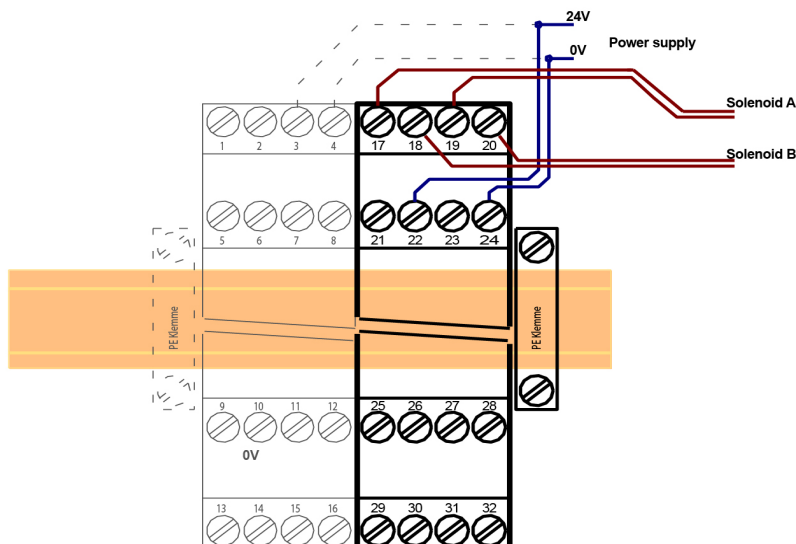 24V
0V
Power supply
Solenoid A
Solenoid B
1 2 3 4 17 18 19 20
5 6 7 8 21 22 23 24
PE Klemme
PE Klemme
9 10 11 12 25 26 27 28
0V
13 14 15 16 29 30 31 32